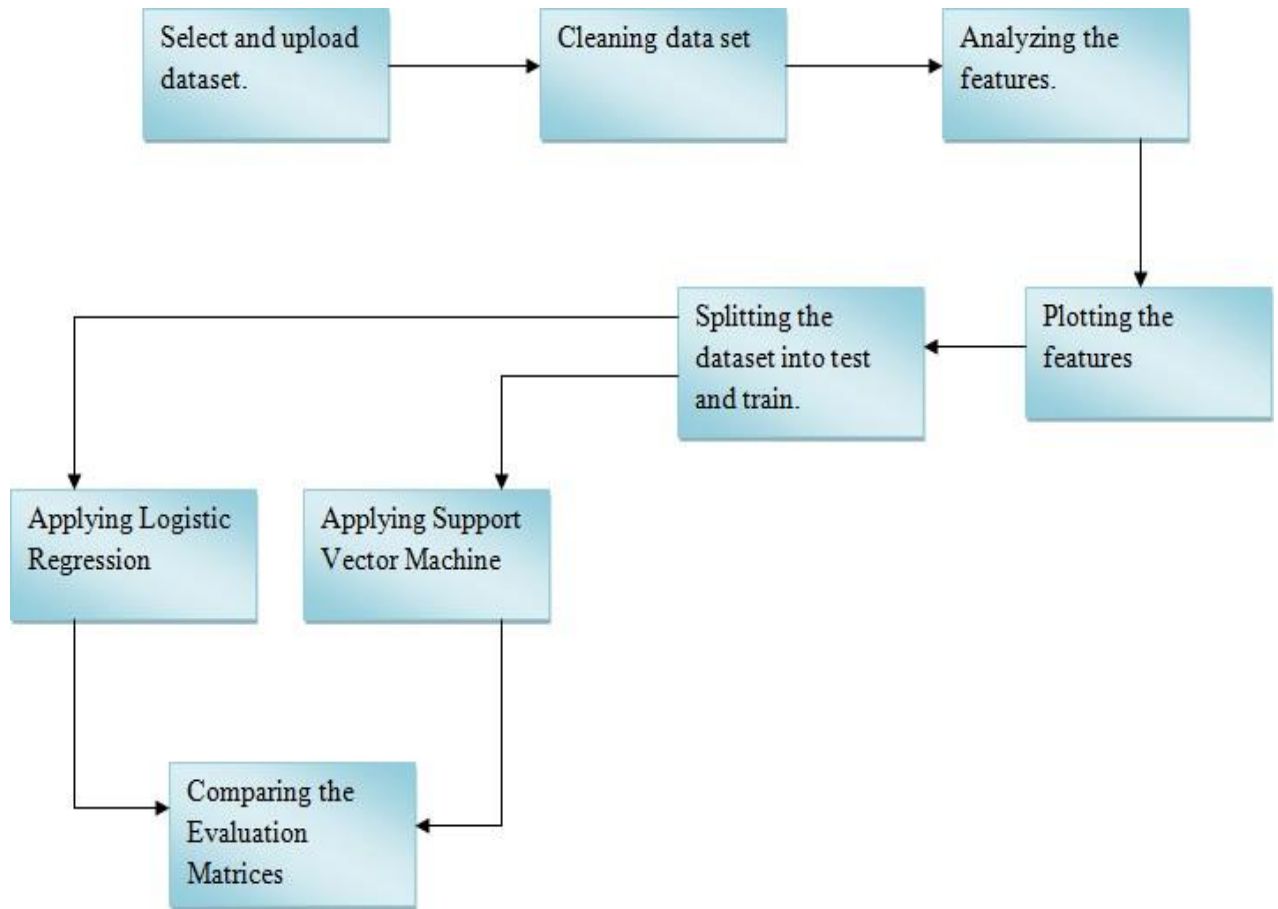 Select and upload
dataset.
Cleaning data set
Analyzing the
features.
Plotting the
features
Splitting the
dataset into test
and train.
Applying Logistic
Regression
Applying Support
Vector Machine
Comparing the
Evaluation
Matrices